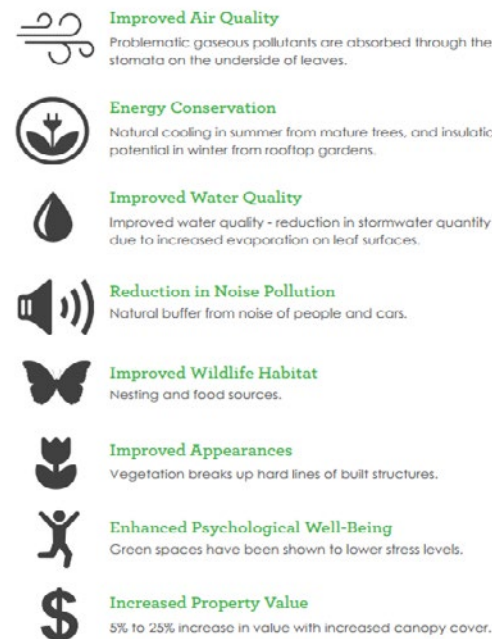 Improved Air Quality
Problematic gaseous pollutants are absorbed through the
stomata on the underside of leaves.
Energy Conservation
Natural cooling in summer from mature trees, and insulatio
potential in winter from rooftop gardens.
Improved Water Quality
Improved water quality - reduction in stormwater quantity
due to increased evaporation on leaf surfaces.
Reduction in Noise Pollution
Natural buffer from noise of people and cars.
Improved Wildlife Habitat
Nesting and food sources.
Improved Appearances
Vegetation breaks up hard lines of built structures.
Enhanced Psychological Well-Being
Green spaces have been shown to lower stress levels.
$
Increased Property Value
5% to 25% increase in value with increased canopy cover.